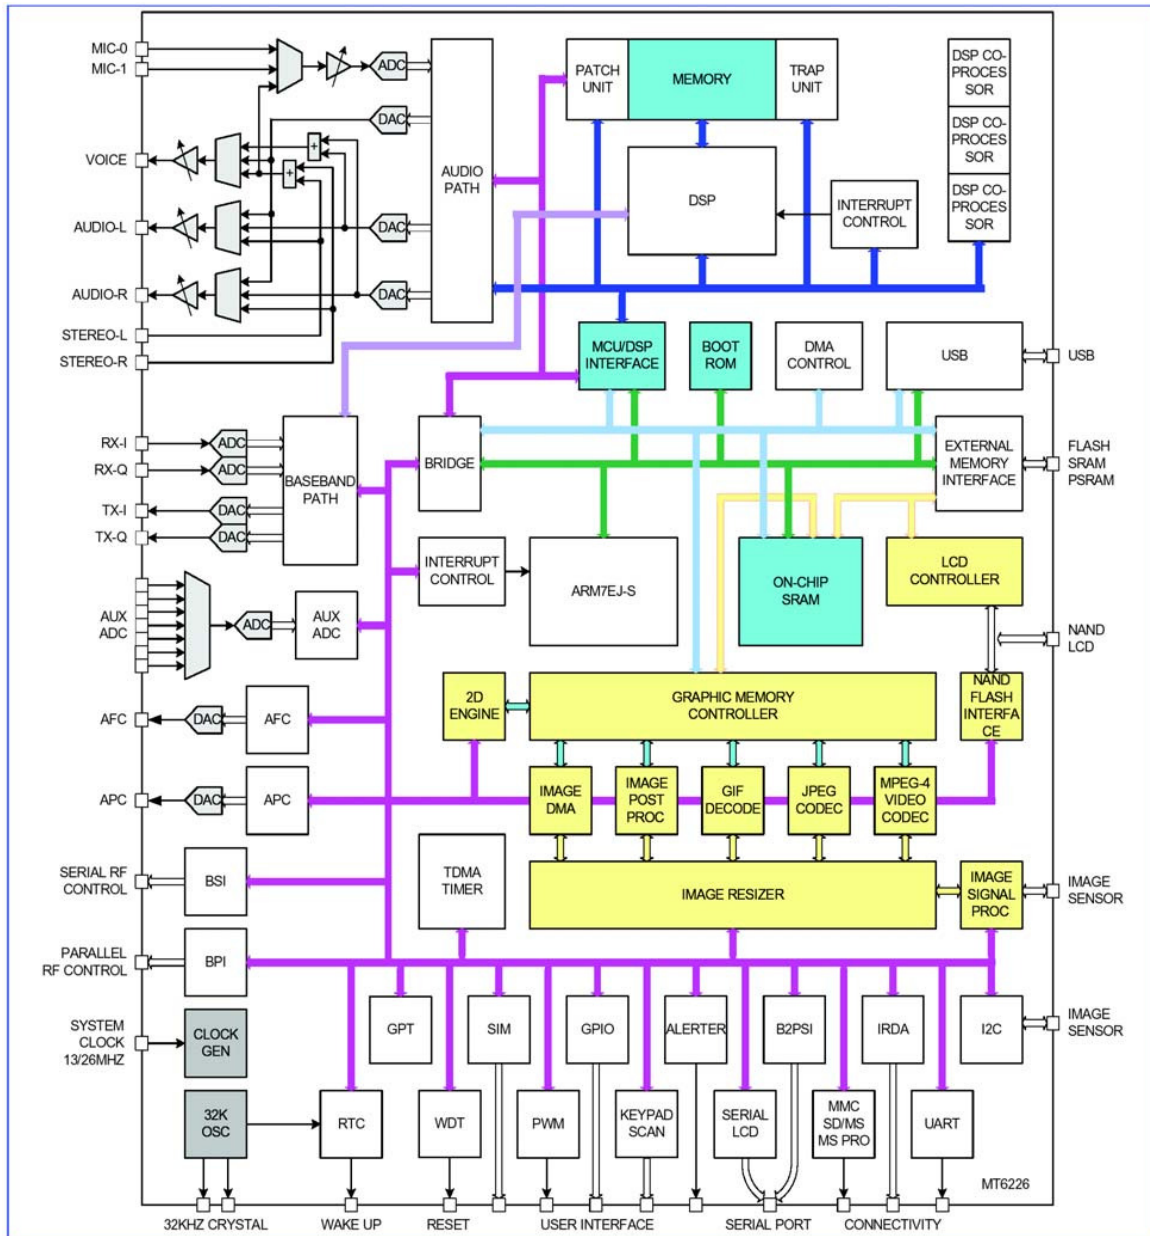 MIC-0
MIC-1
VOICE
AUDIO-L
AUDIO-R
STEREO-L
STEREO-R
ADC
DAC
+
+
DAC
DAC
AUDIO
PATH
PATCH
UNIT
MEMORY
TRAP
UNIT
DSP CO-
PROCES
SOR
DSP CO-
PROCES
SOR
DSP CO-
PROCES
SOR
DSP
INTERRUPT
CONTROL
MCU/DSP
INTERFACE
BOOT
ROM
DMA
CONTROL
USB
USB
RX-I
RX-Q
TX-I
TX-Q
ADC
ADC
DAC
DAC
BASEBAND
PATH
BRIDGE
EXTERNAL
MEMORY
INTERFACE
FLASH
SRAM
PSRAM
INTERRUPT
CONTROL
ARM7EJ-S
ON-CHIP
SRAM
LCD
CONTROLLER
AUX
ADC
ADC
AUX
ADC
NAND
LCD
AFC
DAC
AFC
2D
ENGINE
GRAPHIC MEMORY
CONTROLLER
NAND
FLASH
INTERFA
CE
APC
DAC
APC
IMAGE
DMA
IMAGE
POST
PROC
GIF
DECODE
JPEG
CODEC
MPEG-4
VIDEO
CODEC
SERIAL RF
CONTROL
BSI
TDMA
TIMER
IMAGE RESIZER
IMAGE
SIGNAL
PROC
IMAGE
SENSOR
PARALLEL
RF CONTROL
BPI
SYSTEM
CLOCK
13/26MHZ
CLOCK
GEN
GPT
SIM
GPIO
ALERTER
B2PSI
IRDA
I2C
IMAGE
SENSOR
32K
OSC
RTC
WDT
PWM
KEYPAD
SCAN
SERIAL
LCD
MMC
SD/MS
MS PRO
UART
MT6226
32KHZ CRYSTAL
WAKE UP
RESET
USER INTERFACE
SERIAL PORT
CONNECTIVITY